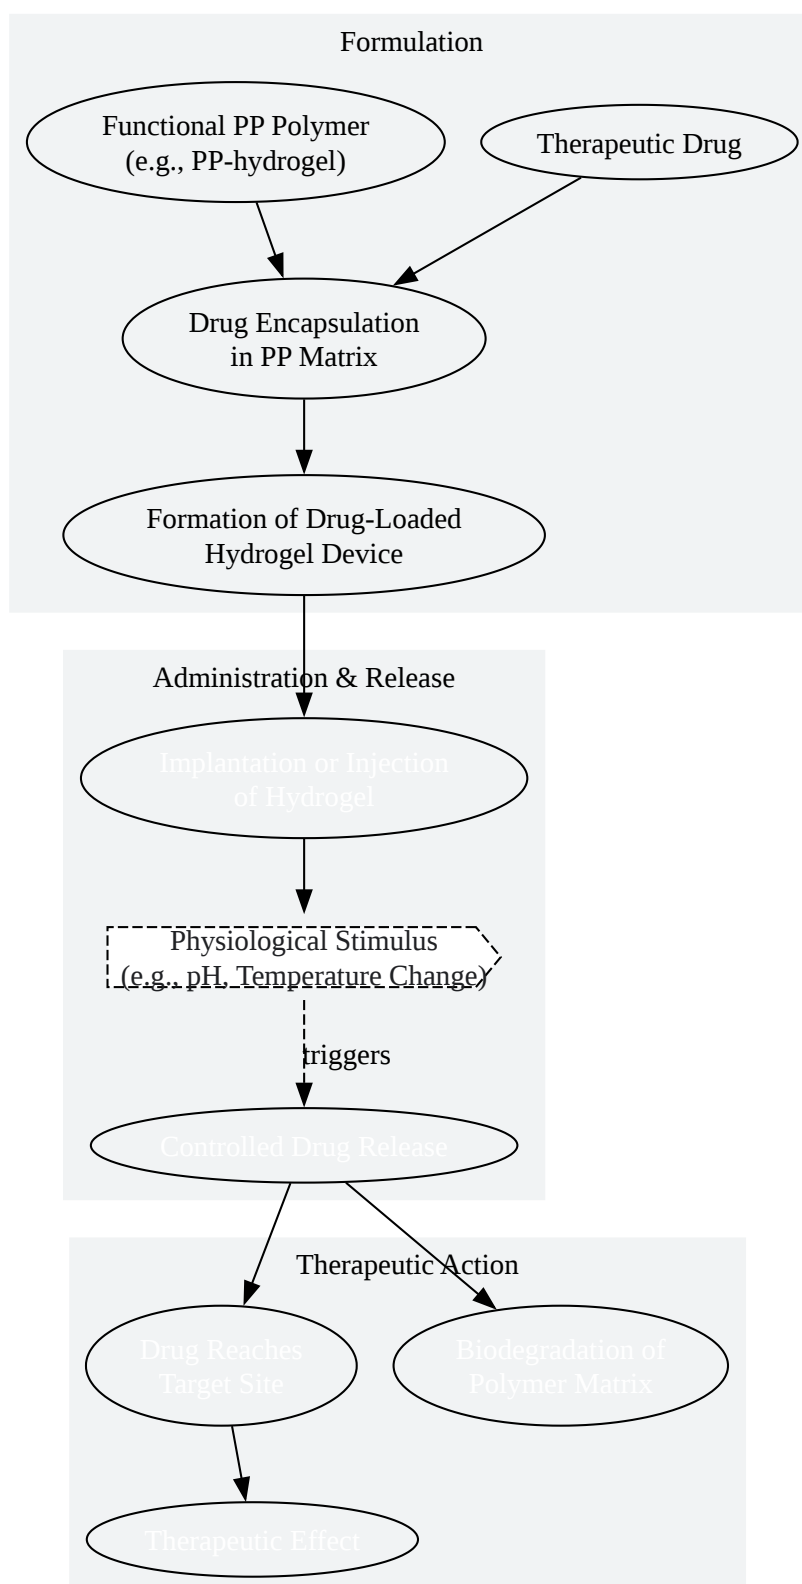 Formulation
Functional PP Polymer
(e.g., PP-hydrogel)
Therapeutic Drug
Drug Encapsulation
in PP Matrix
Formation of Drug-Loaded
Hydrogel Device
Administration & Release
Implantation or Injection
of Hydrogel
Physiological Stimulus
(e.g., pH, Temperature Change)
triggers
Controlled Drug Release
Therapeutic Action
Drug Reaches
Target Site
Biodegradation of
Polymer Matrix
Therapeutic Effect